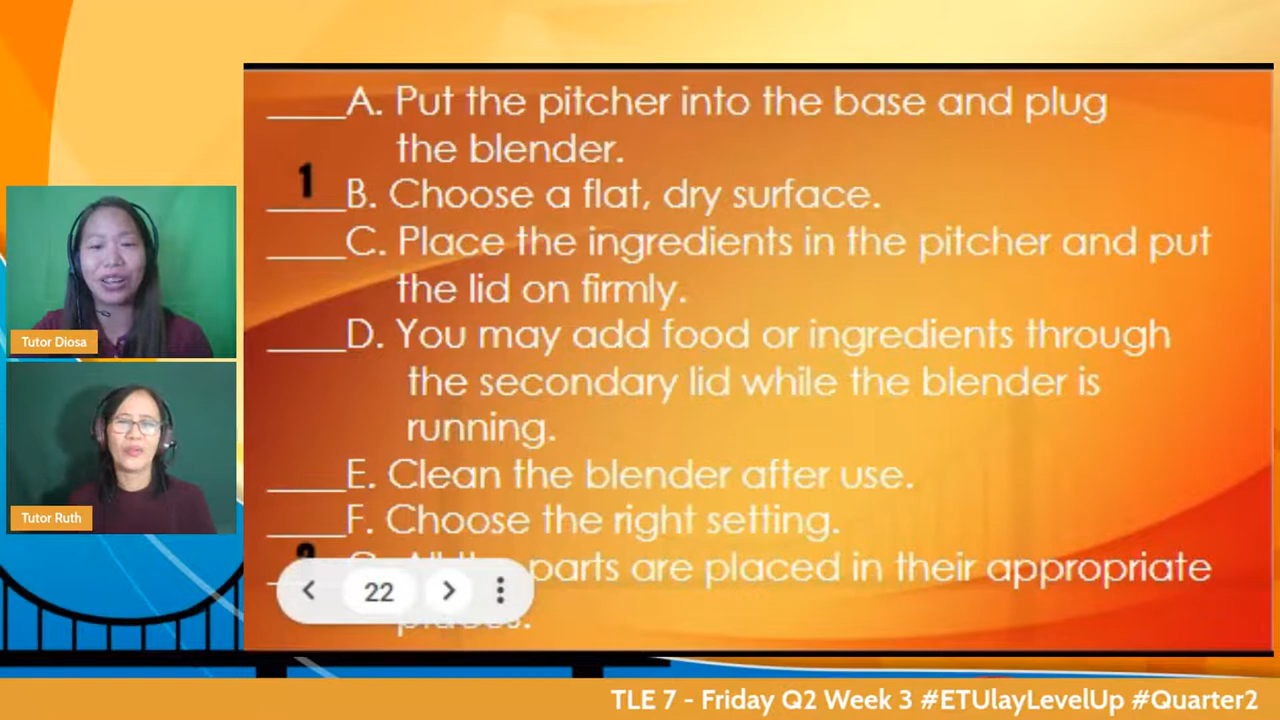 ____A. Put the pitcher into the base and plug
the blender.
1
____B. Choose a flat, dry surface.
____C. Place the ingredients in the pitcher and put
the lid on firmly.
____D. You may add food or ingredients through
the secondary lid while the blender is
running.
____E. Clean the blender after use.
____F. Choose the right setting.
parts are placed in their appropriate
22
Tutor Diosa
Tutor Ruth
TLE 7 - Friday Q2 Week 3 #ETUlayLevelUp #Quarter2